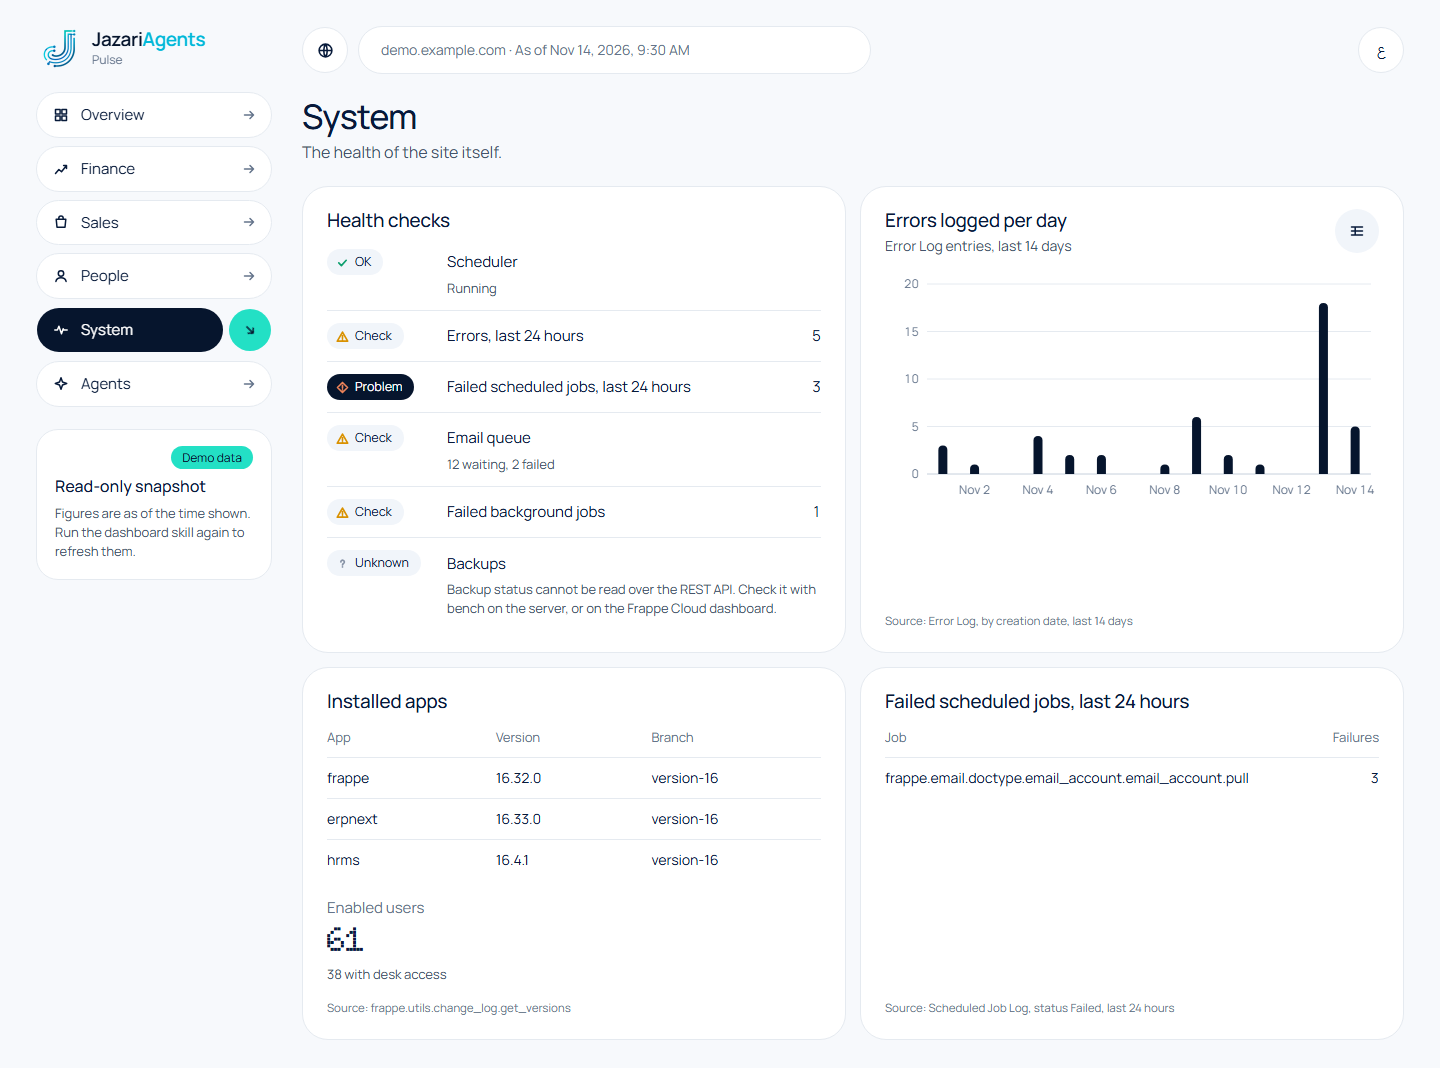 JazariAgents
Pulse
demo.example.com · As of Nov 14, 2026, 9:30 AM
ع
Overview
Finance
Sales
People
System
Agents
Demo data
Read-only snapshot
Figures are as of the time shown.
Run the dashboard skill again to
refresh them.
System
The health of the site itself.
Health checks
OK
Scheduler
Running
Check
Errors, last 24 hours
5
Problem
Failed scheduled jobs, last 24 hours
3
Check
Email queue
12 waiting, 2 failed
Check
Failed background jobs
1
? Unknown
Backups
Backup status cannot be read over the REST API. Check it with
bench on the server, or on the Frappe Cloud dashboard.
Errors logged per day
Error Log entries, last 14 days
20
15
10
5
0
Nov 2 Nov 4 Nov 6 Nov 8 Nov 10 Nov 12 Nov 14
Source: Error Log, by creation date, last 14 days
Installed apps
App Version Branch
frappe 16.32.0 version-16
erpnext 16.33.0 version-16
hrms 16.4.1 version-16
Enabled users
61
38 with desk access
Source: frappe.utils.change_log.get_versions
Failed scheduled jobs, last 24 hours
Job Failures
frappe.email.doctype.email_account.email_account.pull 3
Source: Scheduled Job Log, status Failed, last 24 hours